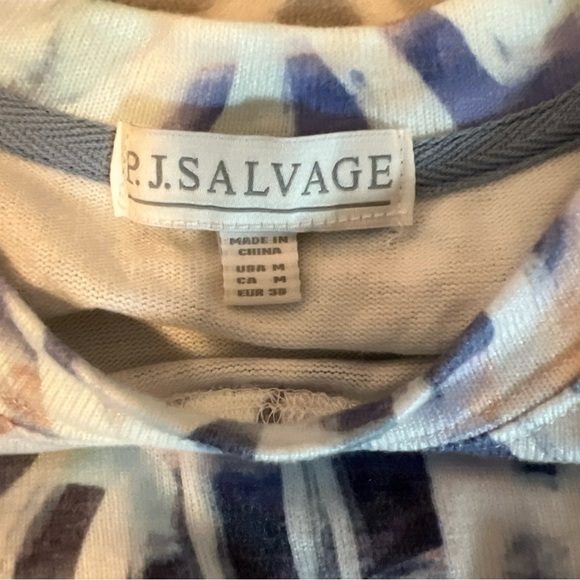 P.J.SALVAGE
MADE IN
CHINA
USA M
CA M
EUR 38